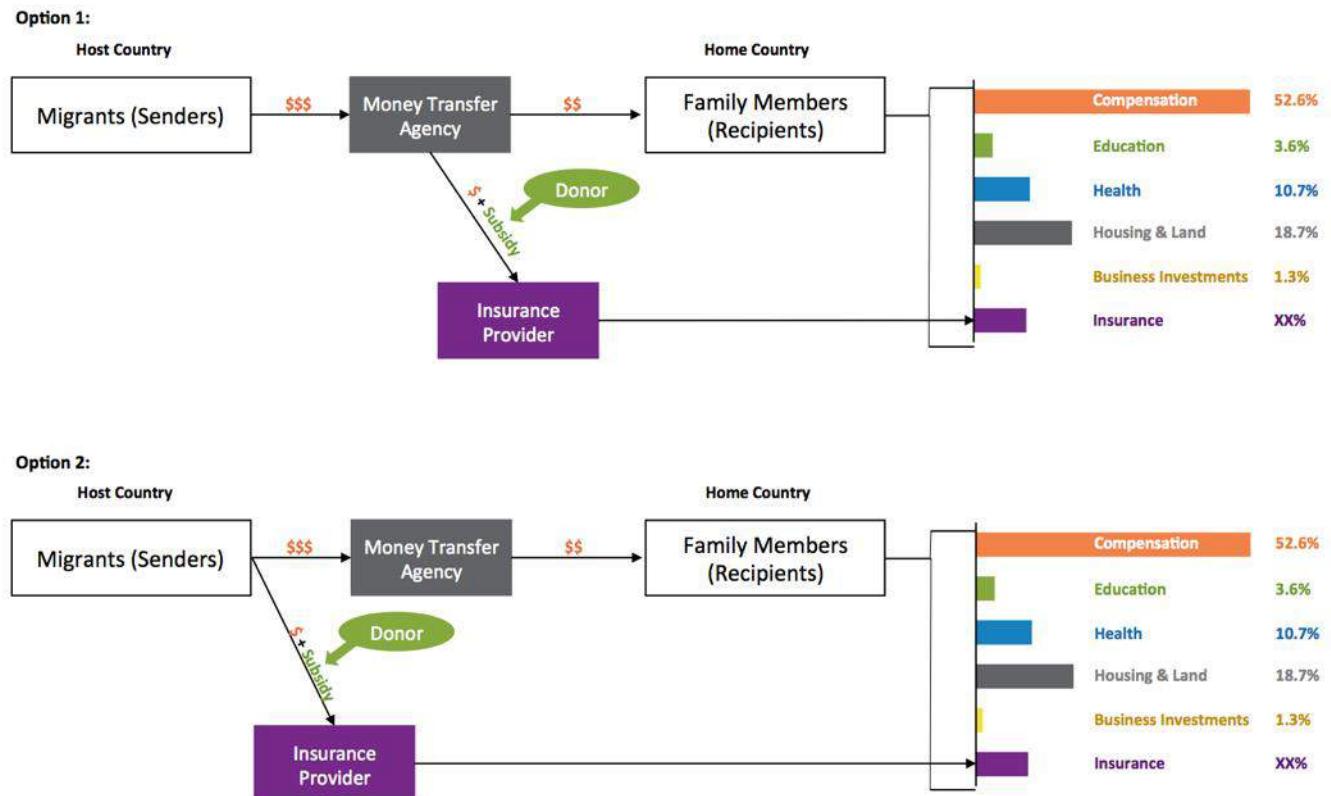 Option 1:
Host Country
Home Country
Migrants (Senders)
$$$
Money Transfer
Agency
$$
Family Members
(Recipients)
$ + Subsidy
Donor
Insurance
Provider
Compensation 52.6%
Education 3.6%
Health 10.7%
Housing & Land 18.7%
Business Investments 1.3%
Insurance XX%
Option 2:
Host Country
Home Country
Migrants (Senders)
$$$
Money Transfer
Agency
$$
Family Members
(Recipients)
$ + Subsidy
Donor
Insurance
Provider
Compensation 52.6%
Education 3.6%
Health 10.7%
Housing & Land 18.7%
Business Investments 1.3%
Insurance XX%